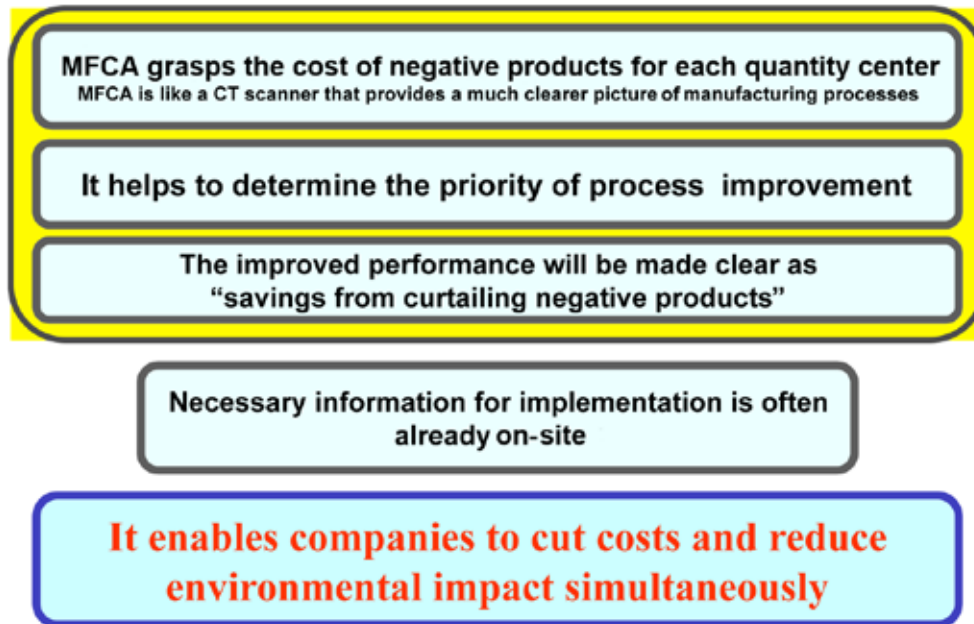 MFCA grasps the cost of negative products for each quantity center
MFCA is like a CT scanner that provides a much clearer picture of manufacturing processes
It helps to determine the priority of process improvement
The improved performance will be made clear as
“savings from curtailing negative products”
Necessary information for implementation is often
already on-site
It enables companies to cut costs and reduce
environmental impact simultaneously